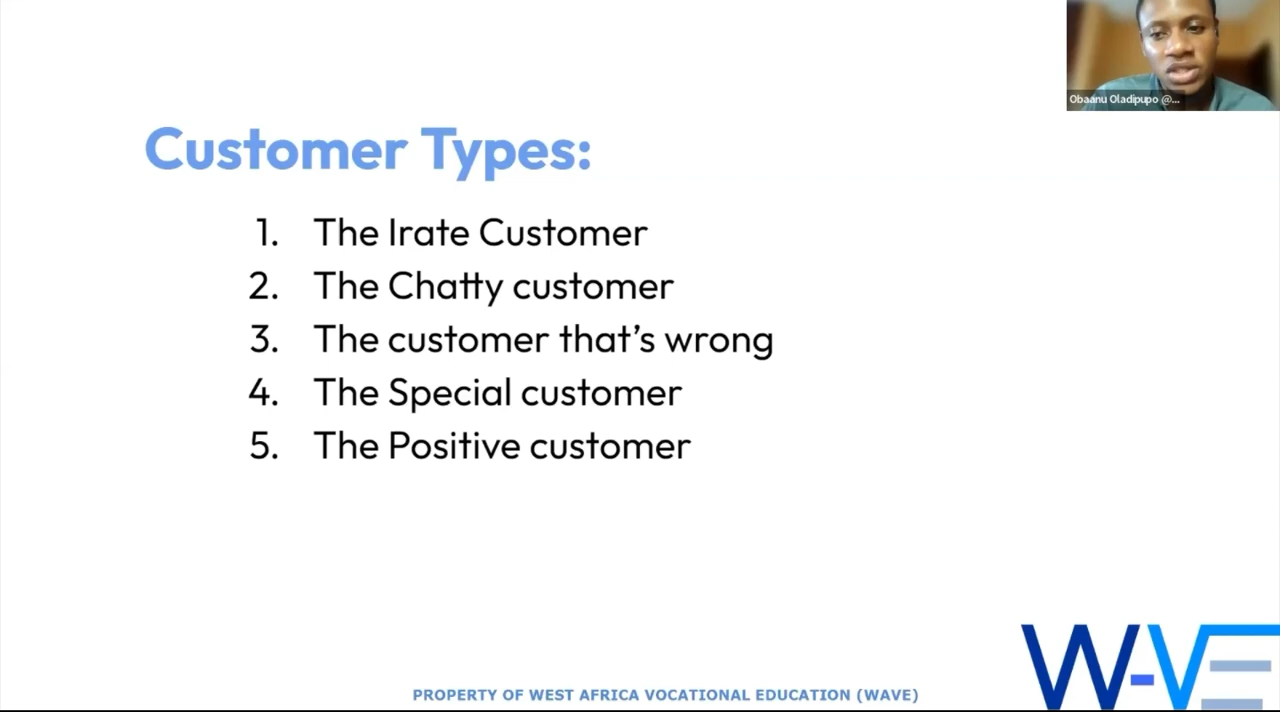 Obaanu Oladipupo @...
Customer Types:
1. The Irate Customer
2. The Chatty customer
3. The customer that’s wrong
4. The Special customer
5. The Positive customer
W-VE
PROPERTY OF WEST AFRICA VOCATIONAL EDUCATION (WAVE)